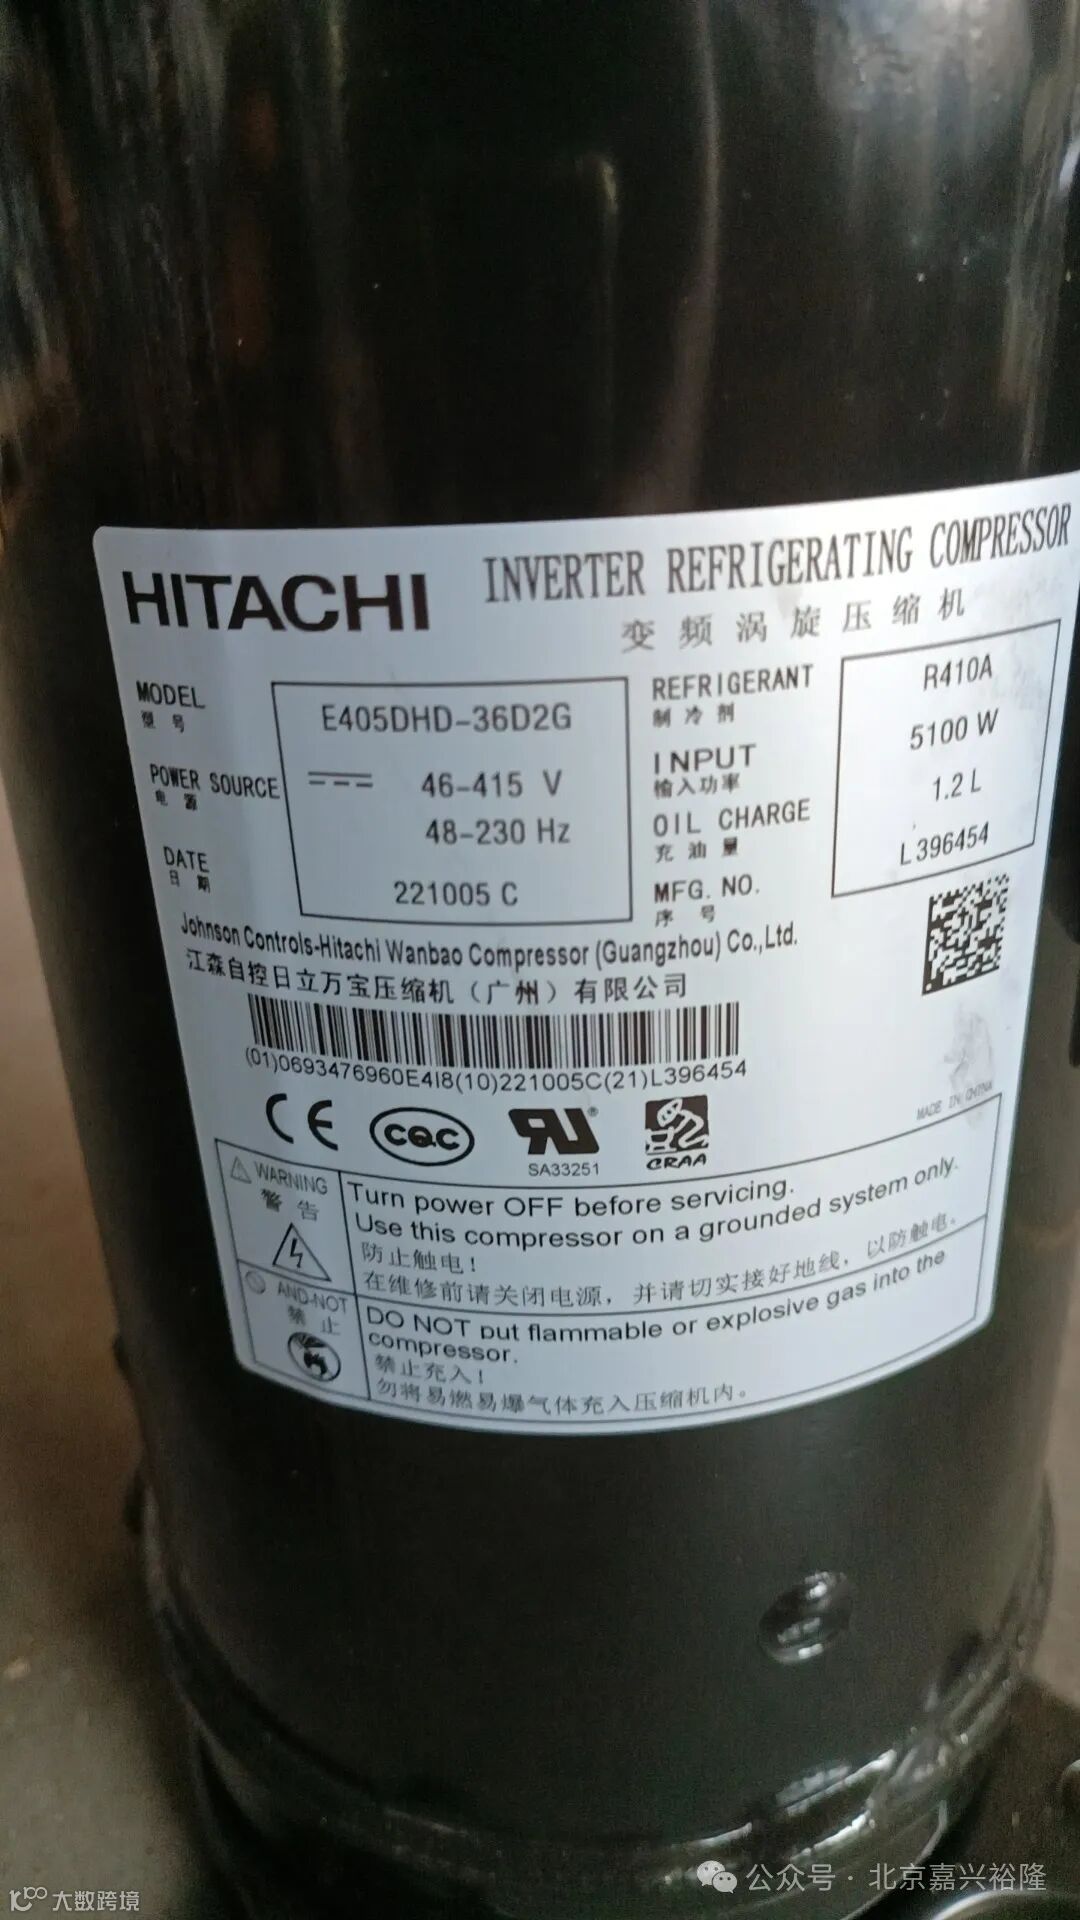 HITACHI
INVERTER REFRIGERATING COMPRESSOR
变频涡旋压缩机
MODEL
型号
E405DHD-36D2G
POWER SOURCE
电源
46-415 V
48-230 Hz
DATE
日期
221005 C
REFRIGERANT
制冷剂
R410A
INPUT
输入功率
5100 W
OIL CHARGE
充油量
1.2 L
MFG. NO.
序号
L396454
Johnson Controls-Hitachi Wanbao Compressor (Guangzhou) Co.,Ltd.
江森自控日立万宝压缩机（广州）有限公司
(01)0693476960E4I8(10)221005C(21)L396454
MADE IN CHINA
CE
CQC
RU®
SA33251
CRAA
WARNING
警告
Turn power OFF before servicing.
Use this compressor on a grounded system only.
防止触电！
在维修前请关闭电源，并请切实接好地线，以防触电。
AND-NOT
禁止
DO NOT put flammable or explosive gas into the
compressor.
禁止充入！
勿将易燃易爆气体充入压缩机内。
公众号·北京嘉兴裕隆
大数跨境